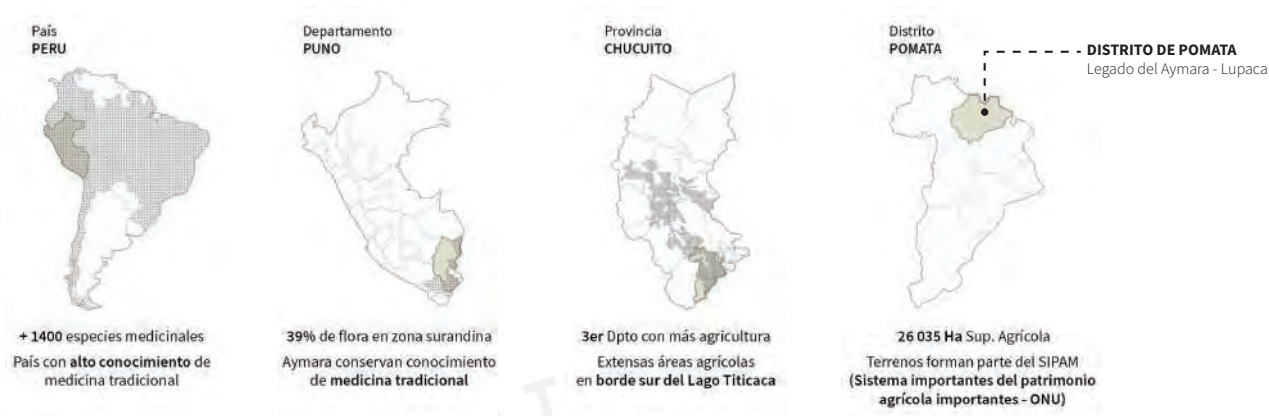 País
PERU
Departamento
PUNO
Provincia
CHUCUITO
Distrito
POMATA
DISTRITO DE POMATA
Legado del Aymara - Lupaca
+ 1400 especies medicinales
País con alto conocimiento de
medicina tradicional
39% de flora en zona surandina
Aymara conservan conocimiento
de medicina tradicional
3er Dpto con más agricultura
Extensas áreas agrícolas
en borde sur del Lago Titicaca
26 035 Ha Sup. Agrícola
Terrenos forman parte del SIPAM
(Sistema importantes del patrimonio
agrícola importantes - ONU)